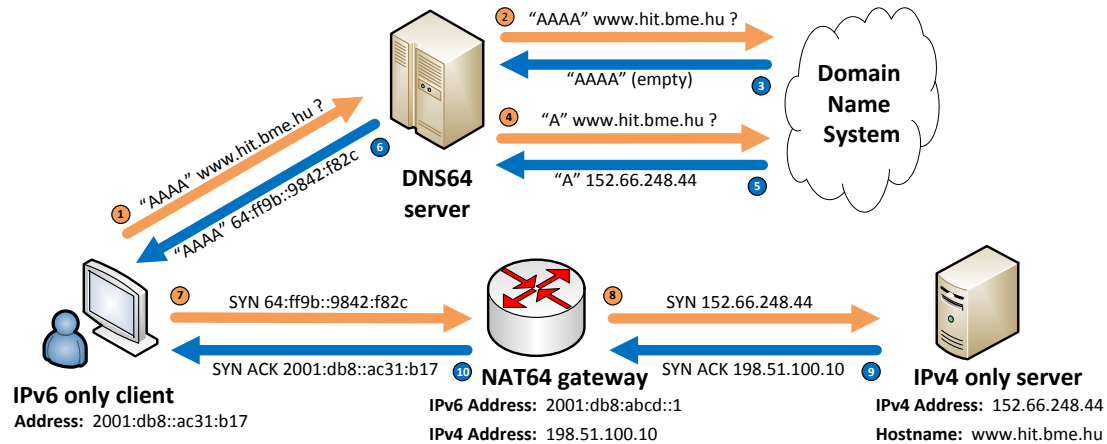 2 "AAAA" www.hit.bme.hu ?
"AAAA" (empty) 3
4 "A" www.hit.bme.hu ?
"A" 152.66.248.44 5
Domain
Name
System
1 "AAAA" www.hit.bme.hu ?
6
"AAAA" 64:ff9b::9842:f82c
DNS64
server
7
SYN 64:ff9b::9842:f82c
SYN ACK 2001:db8::ac31:b17 10
8
SYN 152.66.248.44
SYN ACK 198.51.100.10 9
IPv6 only client
Address: 2001:db8::ac31:b17
NAT64 gateway
IPv6 Address: 2001:db8:abcd::1
IPv4 Address: 198.51.100.10
IPv4 only server
IPv4 Address: 152.66.248.44
Hostname: www.hit.bme.hu